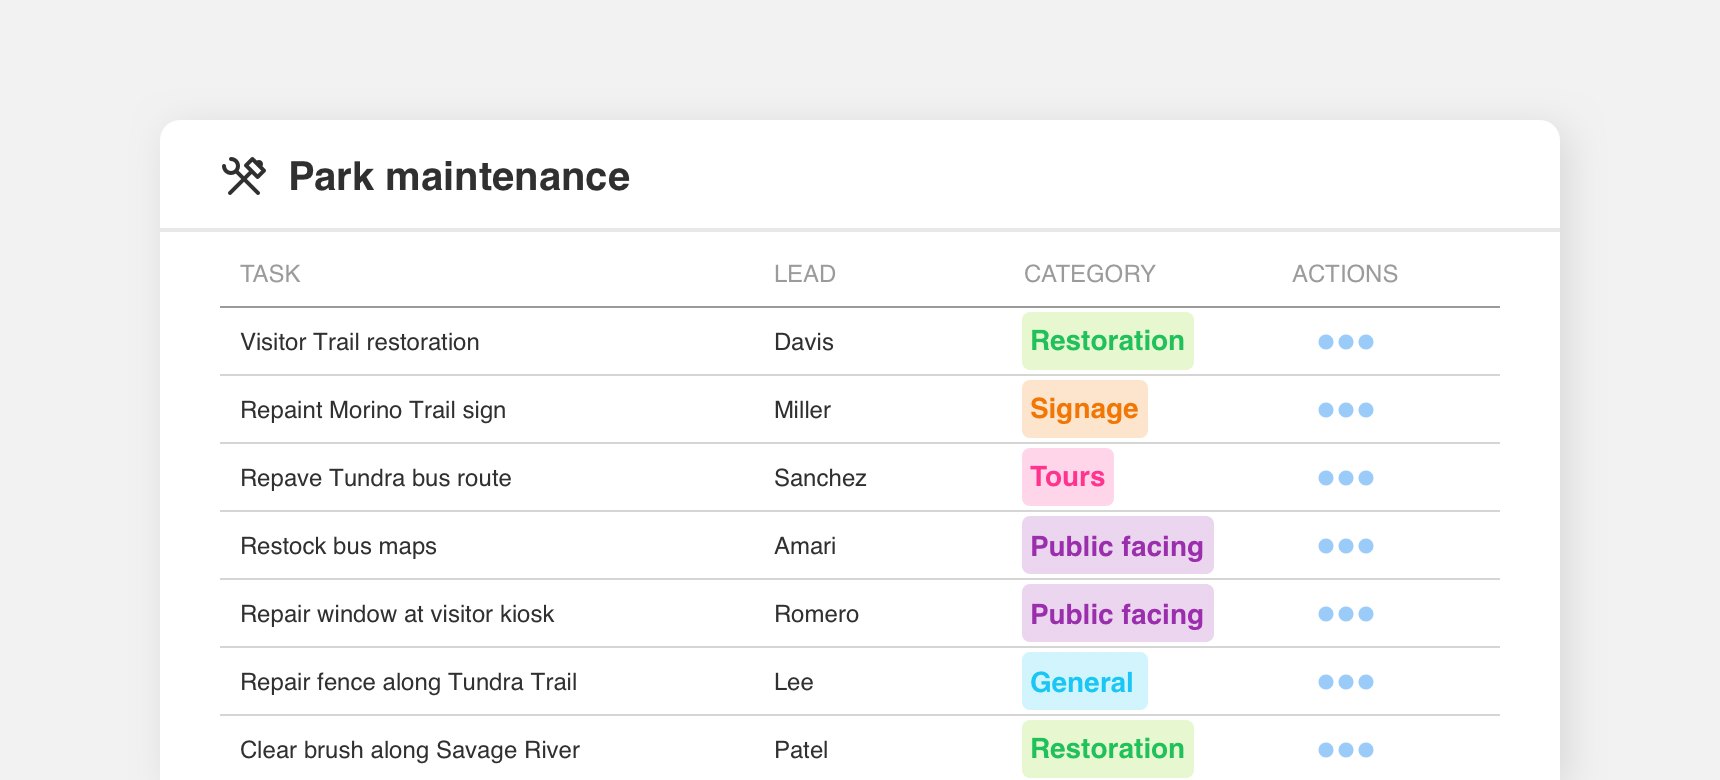 Park maintenance
TASK LEAD CATEGORY ACTIONS
Visitor Trail restoration Davis Restoration
Repaint Morino Trail sign Miller Signage
Repave Tundra bus route Sanchez Tours
Restock bus maps Amari Public facing
Repair window at visitor kiosk Romero Public facing
Repair fence along Tundra Trail Lee General
Clear brush along Savage River Patel Restoration